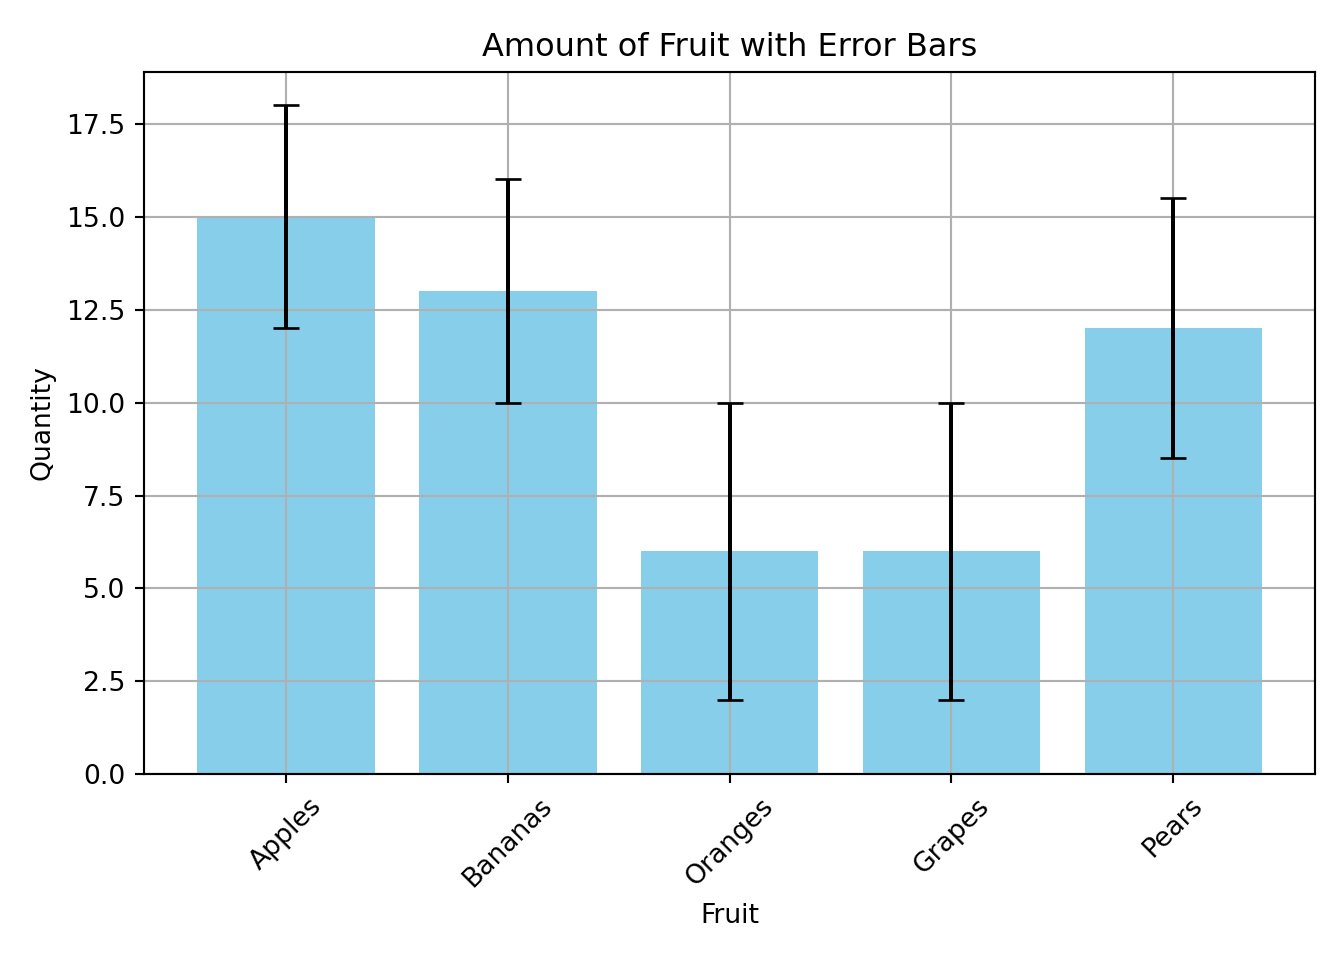 Amount of Fruit with Error Bars
Quantity
17.5
15.0
12.5
10.0
7.5
5.0
2.5
0.0
Apples
Bananas
Oranges
Grapes
Pears
Fruit